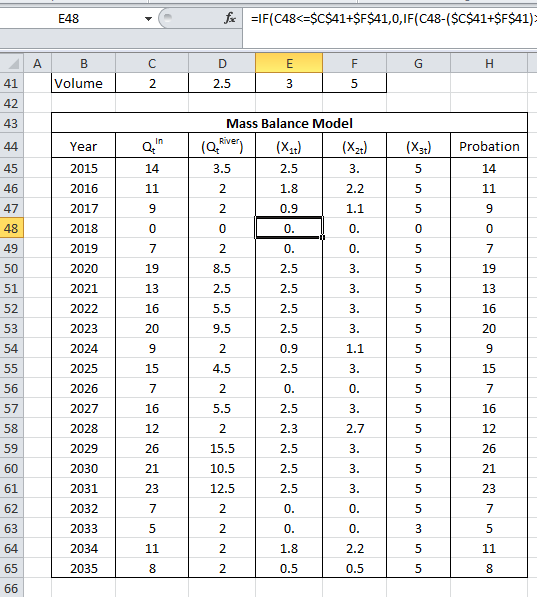 E48 fx =IF(C48<=$C$41+$F$41,0,IF(C48-($C$41+$F$41)>
A B C D E F G H
41 Volume 2 2.5 3 5
42
43 Mass Balance Model
44 Year Qt^In (Qt^River) (X1t) (X2t) (X3t) Probation
45 2015 14 3.5 2.5 3. 5 14
46 2016 11 2 1.8 2.2 5 11
47 2017 9 2 0.9 1.1 5 9
48 2018 0 0 0. 0. 0 0
49 2019 7 2 0. 0. 5 7
50 2020 19 8.5 2.5 3. 5 19
51 2021 13 2.5 2.5 3. 5 13
52 2022 16 5.5 2.5 3. 5 16
53 2023 20 9.5 2.5 3. 5 20
54 2024 9 2 0.9 1.1 5 9
55 2025 15 4.5 2.5 3. 5 15
56 2026 7 2 0. 0. 5 7
57 2027 16 5.5 2.5 3. 5 16
58 2028 12 2 2.3 2.7 5 12
59 2029 26 15.5 2.5 3. 5 26
60 2030 21 10.5 2.5 3. 5 21
61 2031 23 12.5 2.5 3. 5 23
62 2032 7 2 0. 0. 5 7
63 2033 5 2 0. 0. 3 5
64 2034 11 2 1.8 2.2 5 11
65 2035 8 2 0.5 0.5 5 8
66